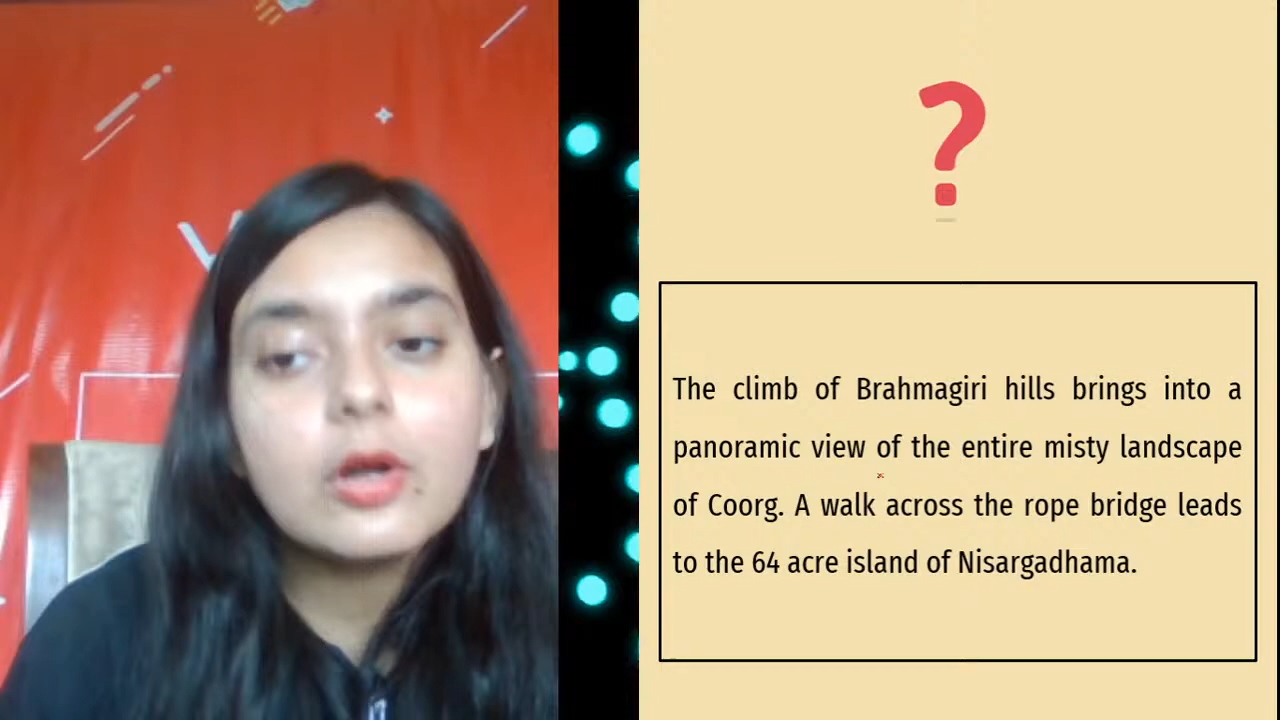 ?
The climb of Brahmagiri hills brings into a
panoramic view of the entire misty landscape
of Coorg. A walk across the rope bridge leads
to the 64 acre island of Nisargadhama.